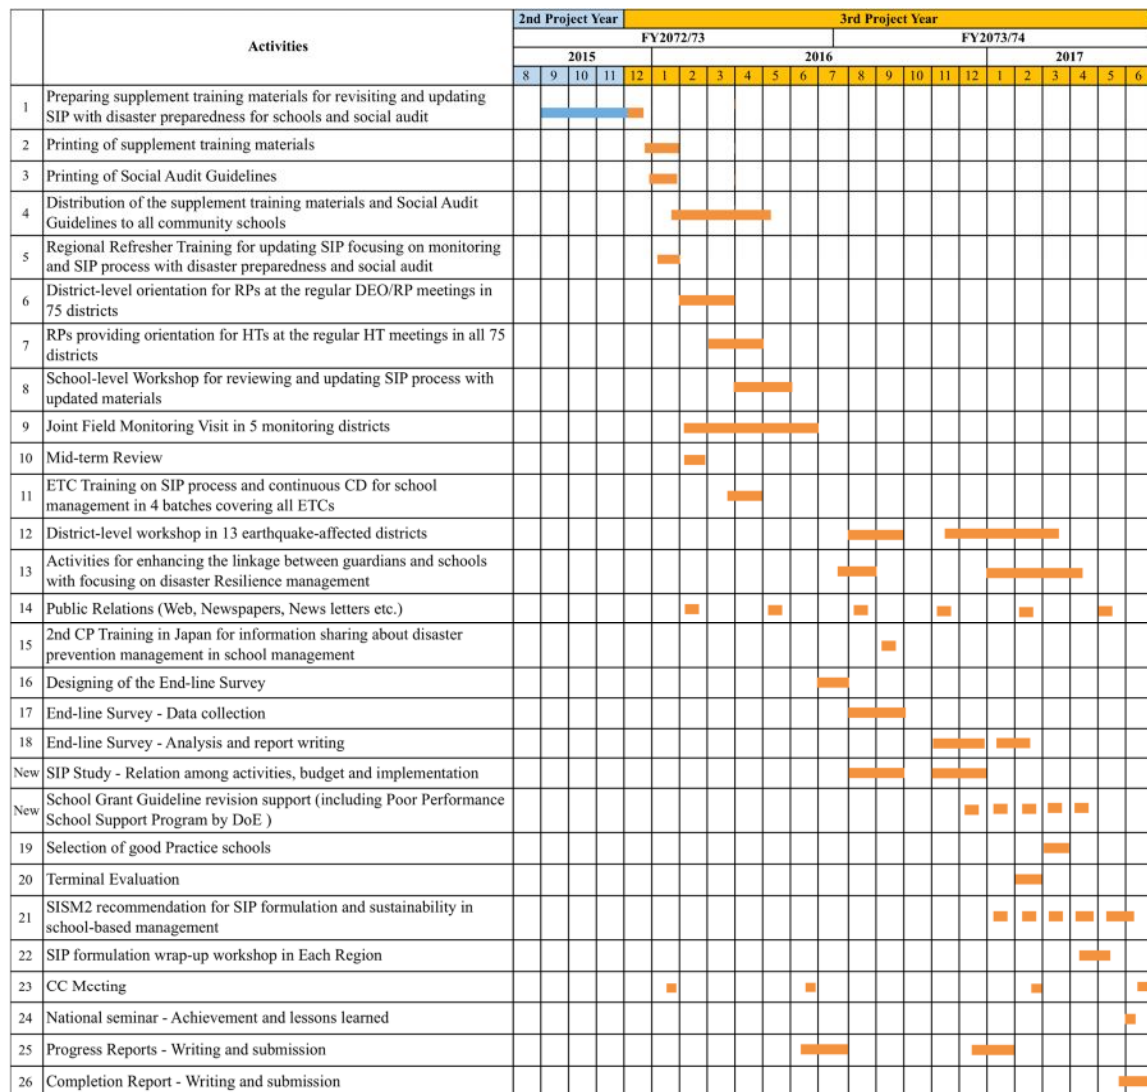 2nd Project Year 3rd Project Year
Activities
FY2072/73 FY2073/74
2015 2016 2017
8 9 10 11 12 1 2 3 4 5 6 7 8 9 10 11 12 1 2 3 4 5 6
1 Preparing supplement training materials for revisiting and updating
SIP with disaster preparedness for schools and social audit
2 Printing of supplement training materials
3 Printing of Social Audit Guidelines
4 Distribution of the supplement training materials and Social Audit
Guidelines to all community schools
5 Regional Refresher Training for updating SIP focusing on monitoring
and SIP process with disaster preparedness and social audit
6 District-level orientation for RPs at the regular DEO/RP meetings in
75 districts
7 RPs providing orientation for HTs at the regular HT meetings in all 75
districts
8 School-level Workshop for reviewing and updating SIP process with
updated materials
9 Joint Field Monitoring Visit in 5 monitoring districts
10 Mid-term Review
11 ETC Training on SIP process and continuous CD for school
management in 4 batches covering all ETCs
12 District-level workshop in 13 earthquake-affected districts
13 Activities for enhancing the linkage between guardians and schools
with focusing on disaster Resilience management
14 Public Relations (Web, Newspapers, News letters etc.)
15 2nd CP Training in Japan for information sharing about disaster
prevention management in school management
16 Designing of the End-line Survey
17 End-line Survey - Data collection
18 End-line Survey - Analysis and report writing
New SIP Study - Relation among activities, budget and implementation
New School Grant Guideline revision support (including Poor Performance
School Support Program by DoE )
19 Selection of good Practice schools
20 Terminal Evaluation
21 SISM2 recommendation for SIP formulation and sustainability in
school-based management
22 SIP formulation wrap-up workshop in Each Region
23 CC Meeting
24 National seminar - Achievement and lessons learned
25 Progress Reports - Writing and submission
26 Completion Report - Writing and submission